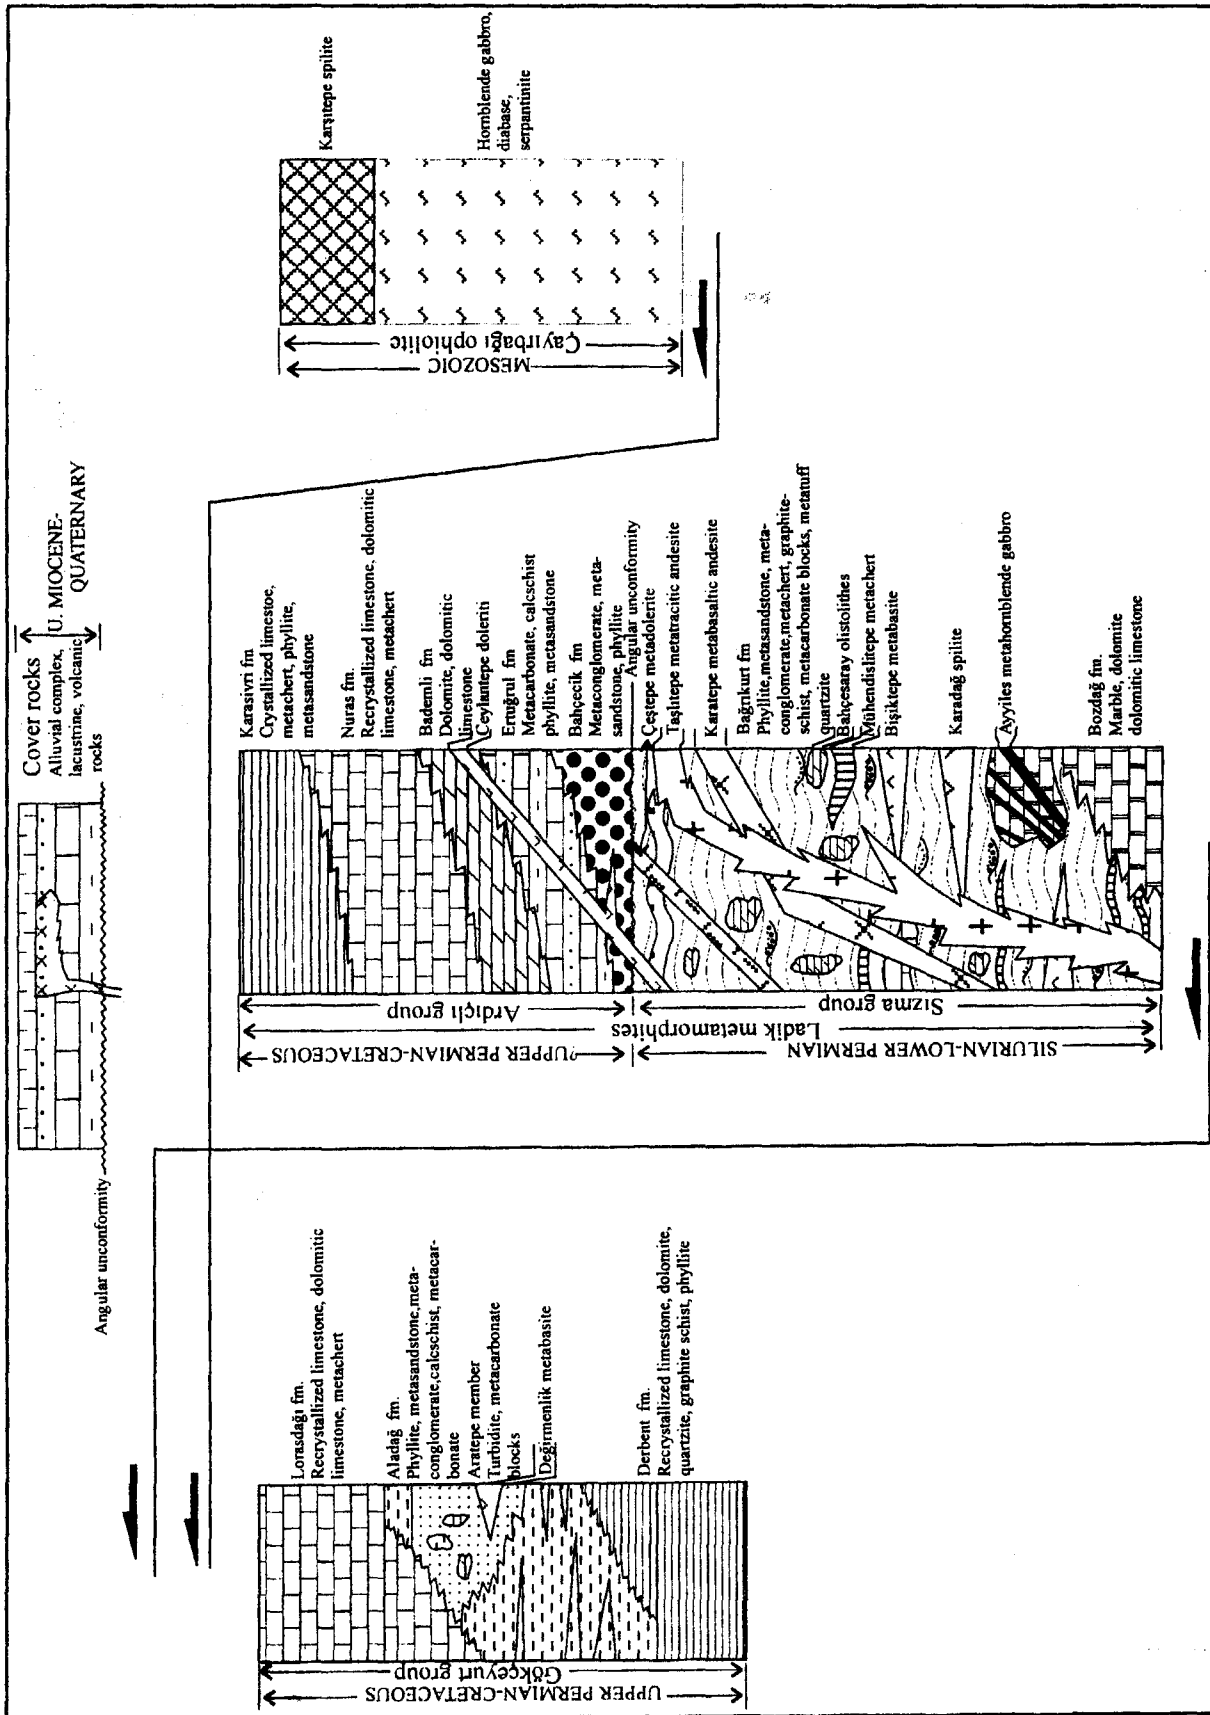 Cover rocks
Alluvial complex,
lacustrine, volcanic
rocks
U. MIOCENE-
QUATERNARY
Angular unconformity
Lorasdağı fm.
Recrystallized limestone, dolomitic
limestone, metachert
Aladağ fm.
Phyllite, metasandstone, meta-
conglomerate, calcschist, metacar-
bonate
Aratepe member
Turbidite, metacarbonate
blocks
Değirmenlik metabasite
Derbent fm.
Recrystallized limestone, dolomite,
quartzite, graphite schist, phyllite
Gökçeyurt group
UPPER PERMIAN-CRETACEOUS
Karasivri fm
Crystallized limestoe,
metachert, phyllite,
metasandstone
Nuras fm.
Recrystallized limestone, dolomitic
limestone, metachert
Bademli fm
Dolomite, dolomitic
limestone
Ceylantepe doleriti
Ertuğrul fm
Metacarbonate, calcschist
phyllite, metasandstone
Bahçecik fm
Metaconglomerate, meta-
sandstone, phyllite
Angular unconformity
Çeştepe metadolerite
Taşlıtepe metatracitic andesite
Karatepe metabasaltic andesite
Bağrıkurt fm
Phyllite, metasandstone, meta-
conglomerate, metachert, graphite-
schist, metacarbonate blocks, metatuff
quartzite
Bahçesaray olistolithes
Mühendislitepe metachert
Bişiktepe metabasite
Karadağ spilite
Ayyiles metahornblende gabbro
Bozdağ fm.
Marble, dolomite
dolomitic limestone
Ardıçlı group
Sızma group
Ladik metamorphites
?UPPER PERMIAN-CRETACEOUS
SILURIAN-LOWER PERMIAN
Karşıtepe spilite
Hornblende gabbro,
diabase,
serpantinite
Çayırbağı ophiolite
MESOZOIC